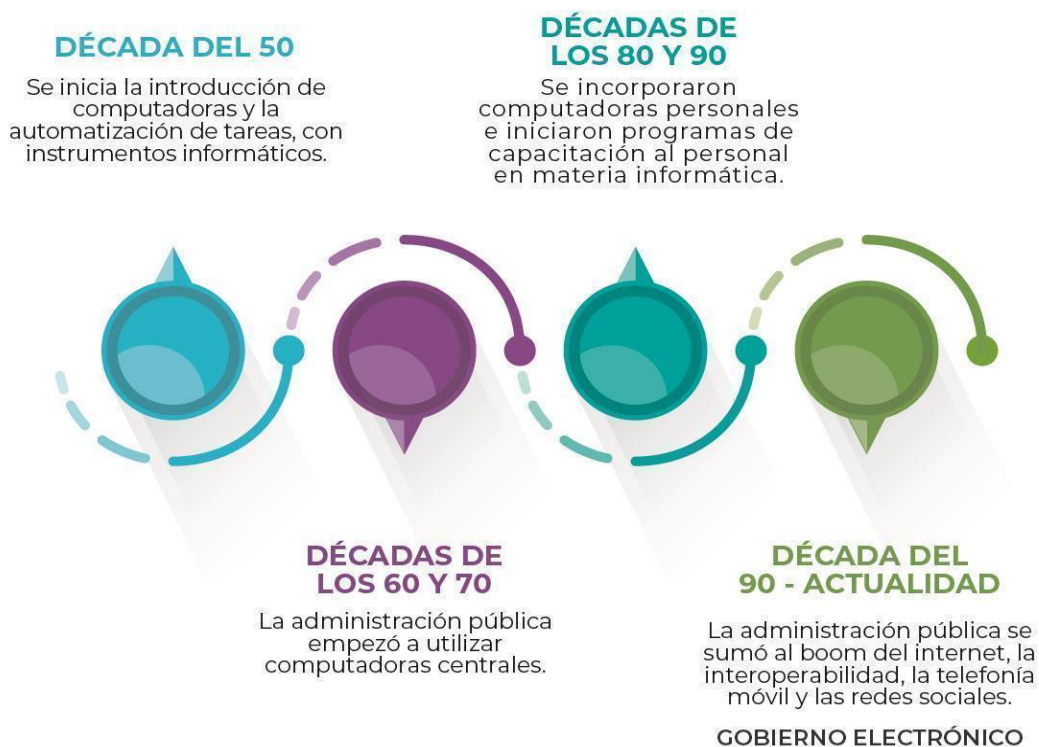 DÉCADA DEL 50
Se inicia la introducción de
computadoras y la
automatización de tareas, con
instrumentos informáticos.
DÉCADAS DE
LOS 80 Y 90
Se incorporaron
computadoras personales
e iniciaron programas de
capacitación al personal
en materia informática.
DÉCADAS DE
LOS 60 Y 70
La administración pública
empezó a utilizar
computadoras centrales.
DÉCADA DEL
90 - ACTUALIDAD
La administración pública se
sumó al boom del internet, la
interoperabilidad, la telefonía
móvil y las redes sociales.
GOBIERNO ELECTRÓNICO